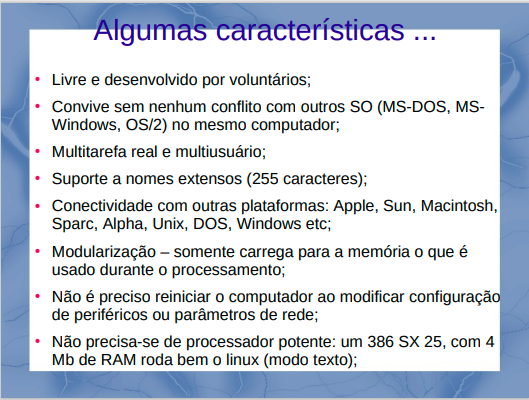 Algumas características ...
• Livre e desenvolvido por voluntários;
• Convive sem nenhum conflito com outros SO (MS-DOS, MS-
Windows, OS/2) no mesmo computador;
• Multitarefa real e multiusuário;
• Suporte a nomes extensos (255 caracteres);
• Conectividade com outras plataformas: Apple, Sun, Macintosh,
Sparc, Alpha, Unix, DOS, Windows etc;
• Modularização – somente carrega para a memória o que é
usado durante o processamento;
• Não é preciso reiniciar o computador ao modificar configuração
de periféricos ou parâmetros de rede;
• Não precisa-se de processador potente: um 386 SX 25, com 4
Mb de RAM roda bem o linux (modo texto);